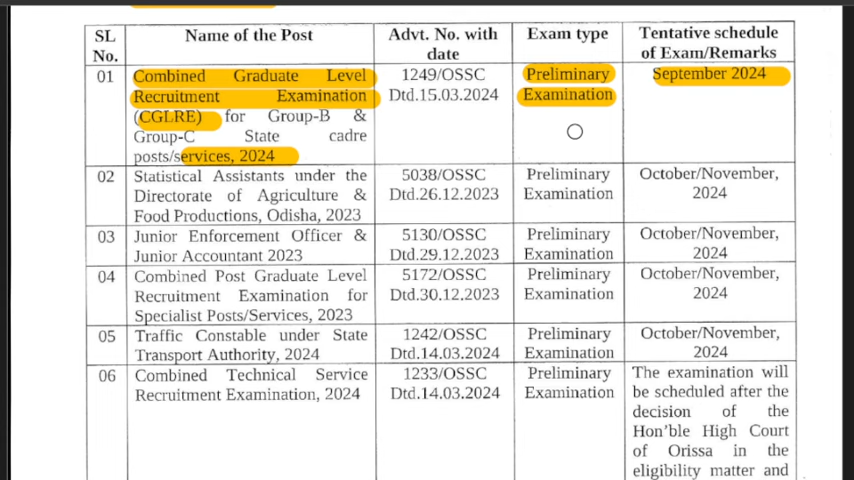 SL No.
Name of the Post
Advt. No. with date
Exam type
Tentative schedule of Exam/Remarks
01
Combined Graduate Level
Recruitment Examination
(CGLRE) for Group-B &
Group-C State cadre
posts/services, 2024
1249/OSSC
Dtd.15.03.2024
Preliminary
Examination
September 2024
02
Statistical Assistants under the
Directorate of Agriculture &
Food Productions, Odisha, 2023
5038/OSSC
Dtd.26.12.2023
Preliminary
Examination
October/November,
2024
03
Junior Enforcement Officer &
Junior Accountant 2023
5130/OSSC
Dtd.29.12.2023
Preliminary
Examination
October/November,
2024
04
Combined Post Graduate Level
Recruitment Examination for
Specialist Posts/Services, 2023
5172/OSSC
Dtd.30.12.2023
Preliminary
Examination
October/November,
2024
05
Traffic Constable under State
Transport Authority, 2024
1242/OSSC
Dtd.14.03.2024
Preliminary
Examination
October/November,
2024
06
Combined Technical Service
Recruitment Examination, 2024
1233/OSSC
Dtd.14.03.2024
Preliminary
Examination
The examination will
be scheduled after the
decision of the
Hon'ble High Court
of Orissa in the
eligibility matter and